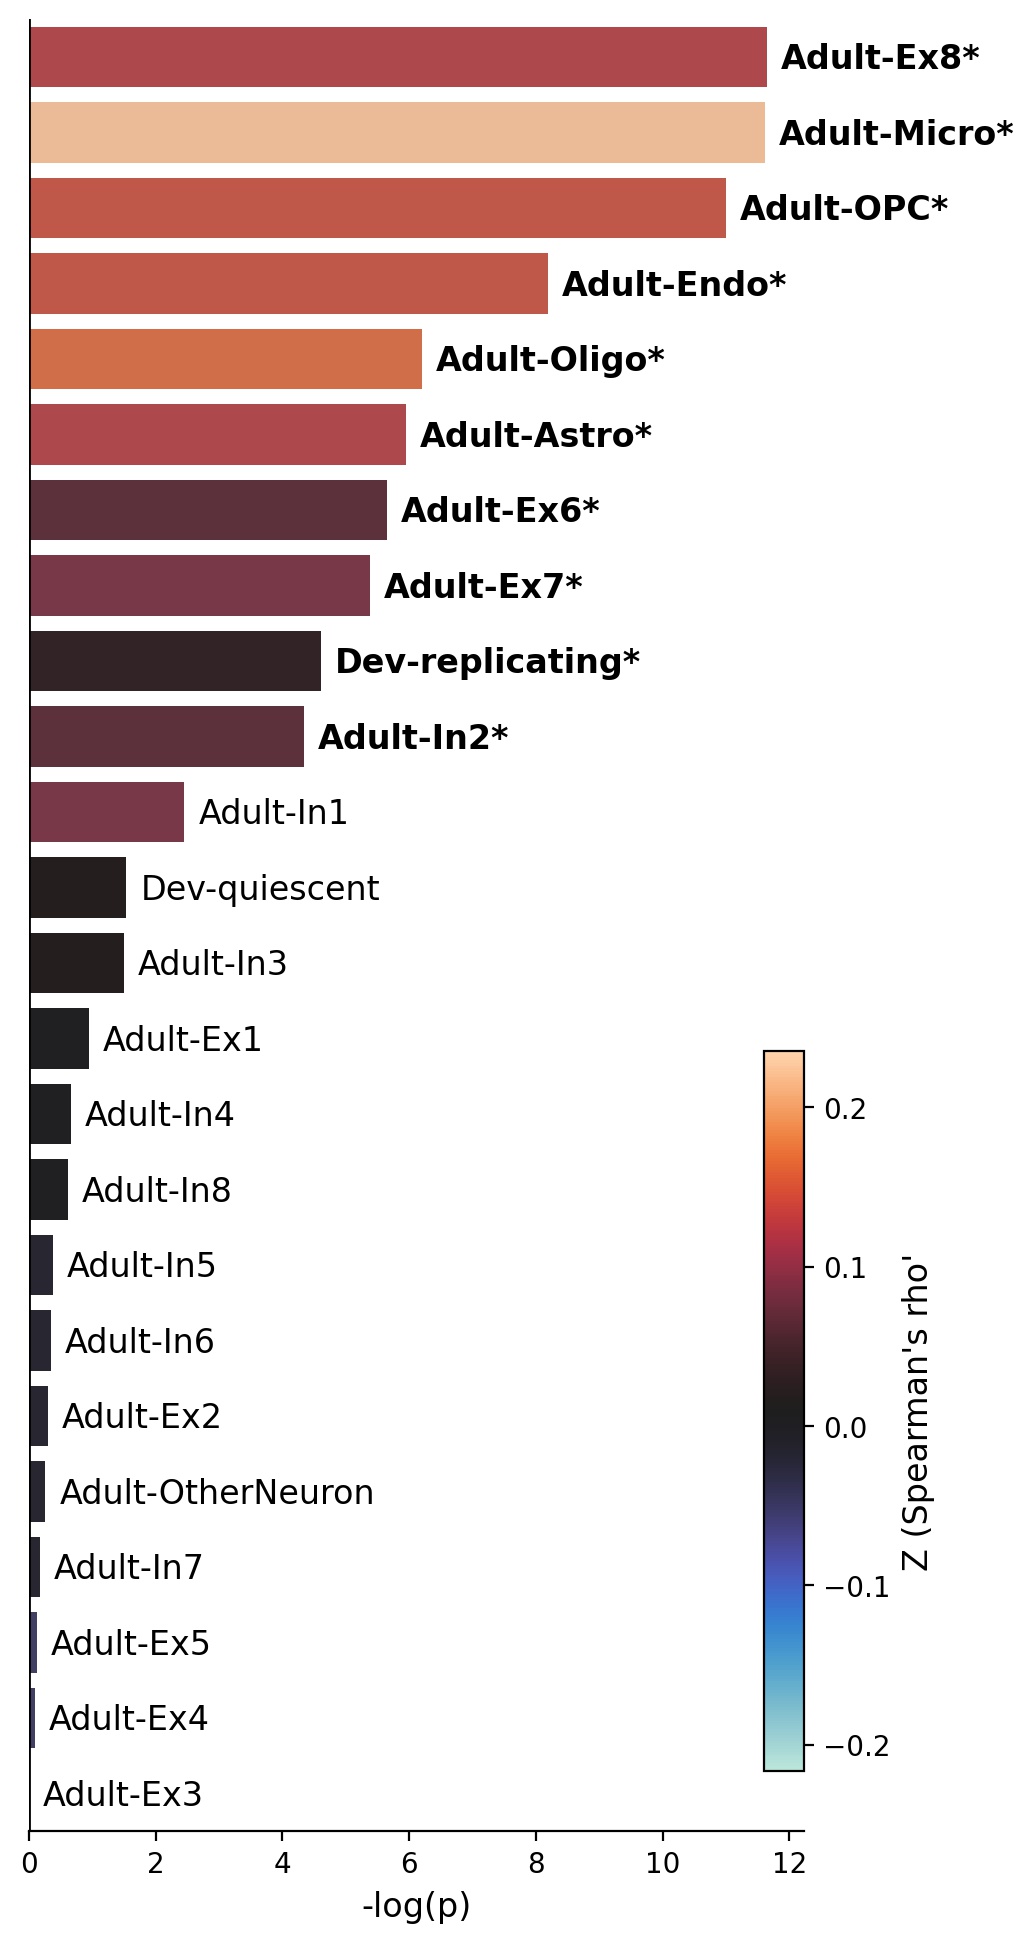 Adult-Ex8*
Adult-Micro*
Adult-OPC*
Adult-Endo*
Adult-Oligo*
Adult-Astro*
Adult-Ex6*
Adult-Ex7*
Dev-replicating*
Adult-In2*
Adult-In1
Dev-quiescent
Adult-In3
Adult-Ex1
Adult-In4
Adult-In8
Adult-In5
Adult-In6
Adult-Ex2
Adult-OtherNeuron
Adult-In7
Adult-Ex5
Adult-Ex4
Adult-Ex3
0.2
0.1
0.0
−0.1
−0.2
Z (Spearman's rho'
0 2 4 6 8 10 12
-log(p)